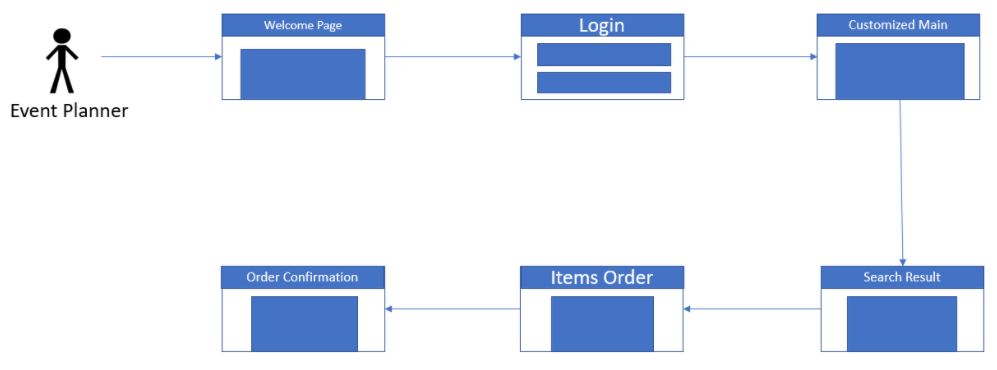 Welcome Page
Login
Customized Main
Event Planner
Order Confirmation
Items Order
Search Result